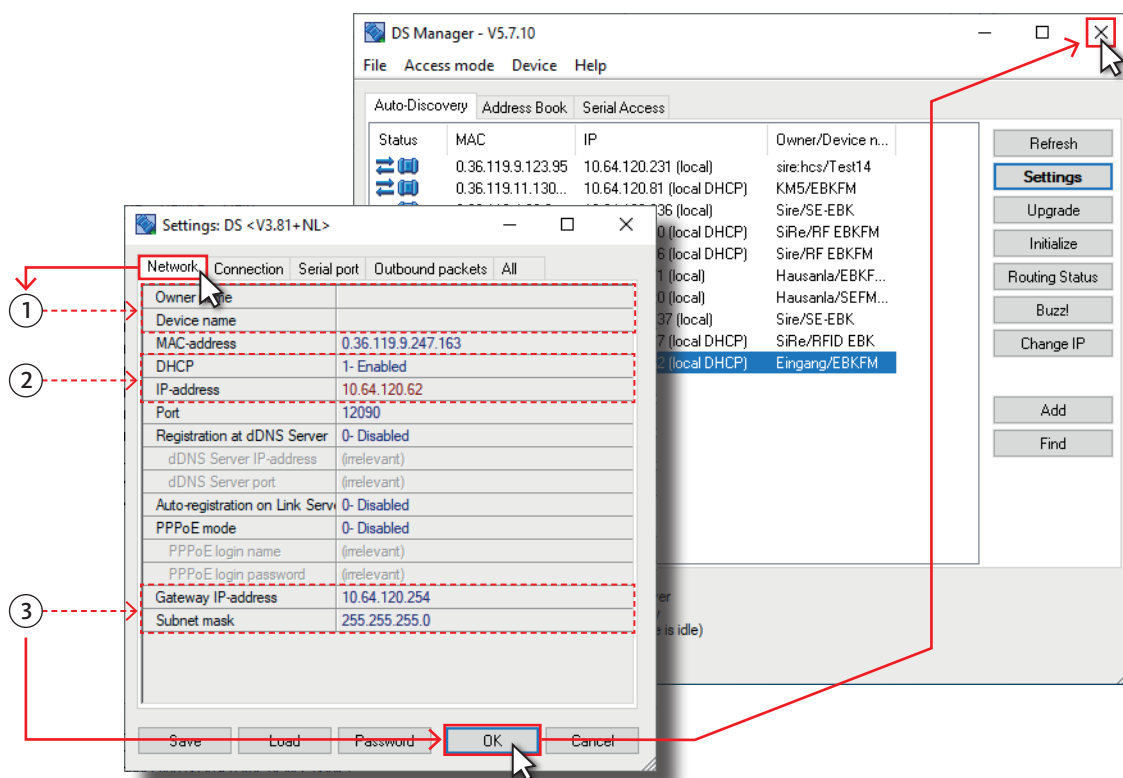 DS Manager - V5.7.10
File Access mode Device Help
Auto-Discovery Address Book Serial Access
Status MAC IP Owner/Device n...
0.36.119.9.123.95 10.64.120.231 (local) sire:hcs/Test14
0.36.119.11.130... 10.64.120.81 (local DHCP) KM5/EBKFM
36 (local) Sire/SE-EBK
0 (local DHCP) SiRe/RF EBKFM
6 (local DHCP) Sire/RF EBKFM
1 (local) Hausanla/EBKF...
0 (local) Hausanla/SEFM...
37 (local) Sire/SE-EBK
7 (local DHCP) SiRe/RFID EBK
2 (local DHCP) Eingang/EBKFM
Refresh
Settings
Upgrade
Initialize
Routing Status
Buzz!
Change IP
Add
Find
is idle)
Settings: DS <V3.81+NL>
Network Connection Serial port Outbound packets All
1
Owner
Device name
MAC-address 0.36.119.9.247.163
2
DHCP 1- Enabled
IP-address 10.64.120.62
Port 12090
Registration at dDNS Server 0- Disabled
dDNS Server IP-address (irrelevant)
dDNS Server port (irrelevant)
Auto-registration on Link Serv 0- Disabled
PPPoE mode 0- Disabled
PPPoE login name (irrelevant)
PPPoE login password (irrelevant)
3
Gateway IP-address 10.64.120.254
Subnet mask 255.255.255.0
Save Load Password OK Cancel